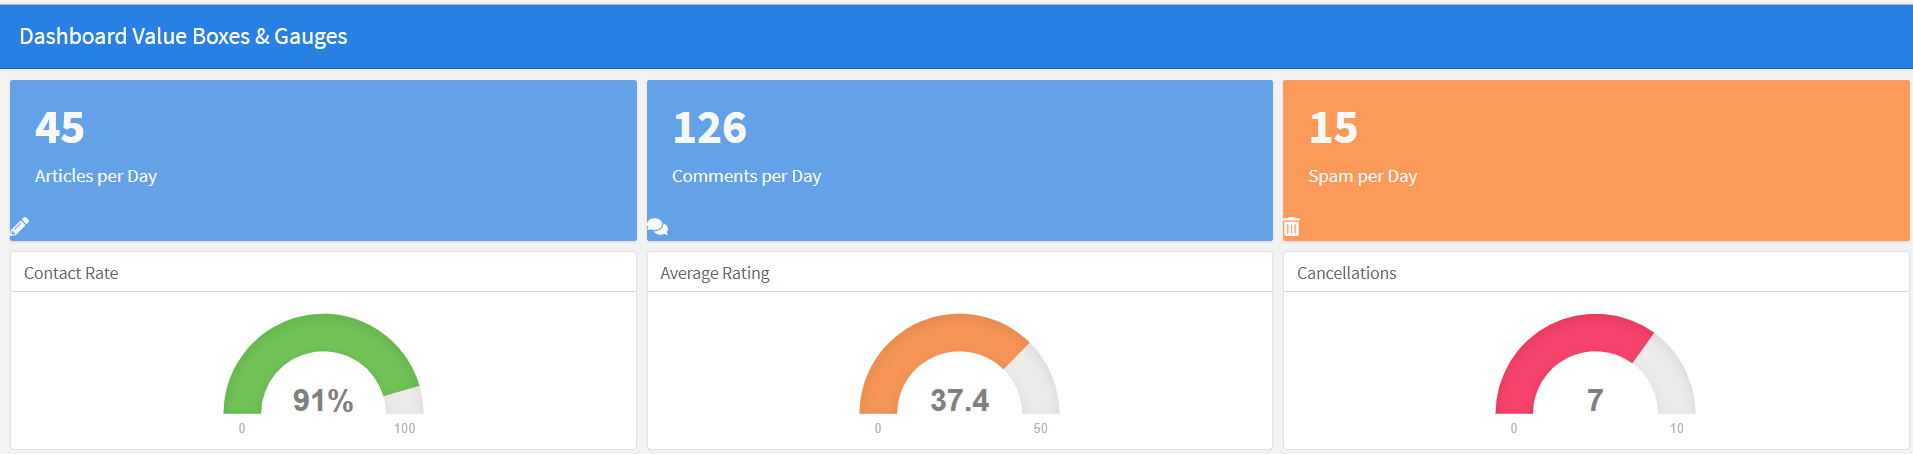 Dashboard Value Boxes & Gauges
45
Articles per Day
126
Comments per Day
15
Spam per Day
Contact Rate
91%
0
100
Average Rating
37.4
0
50
Cancellations
7
0
10